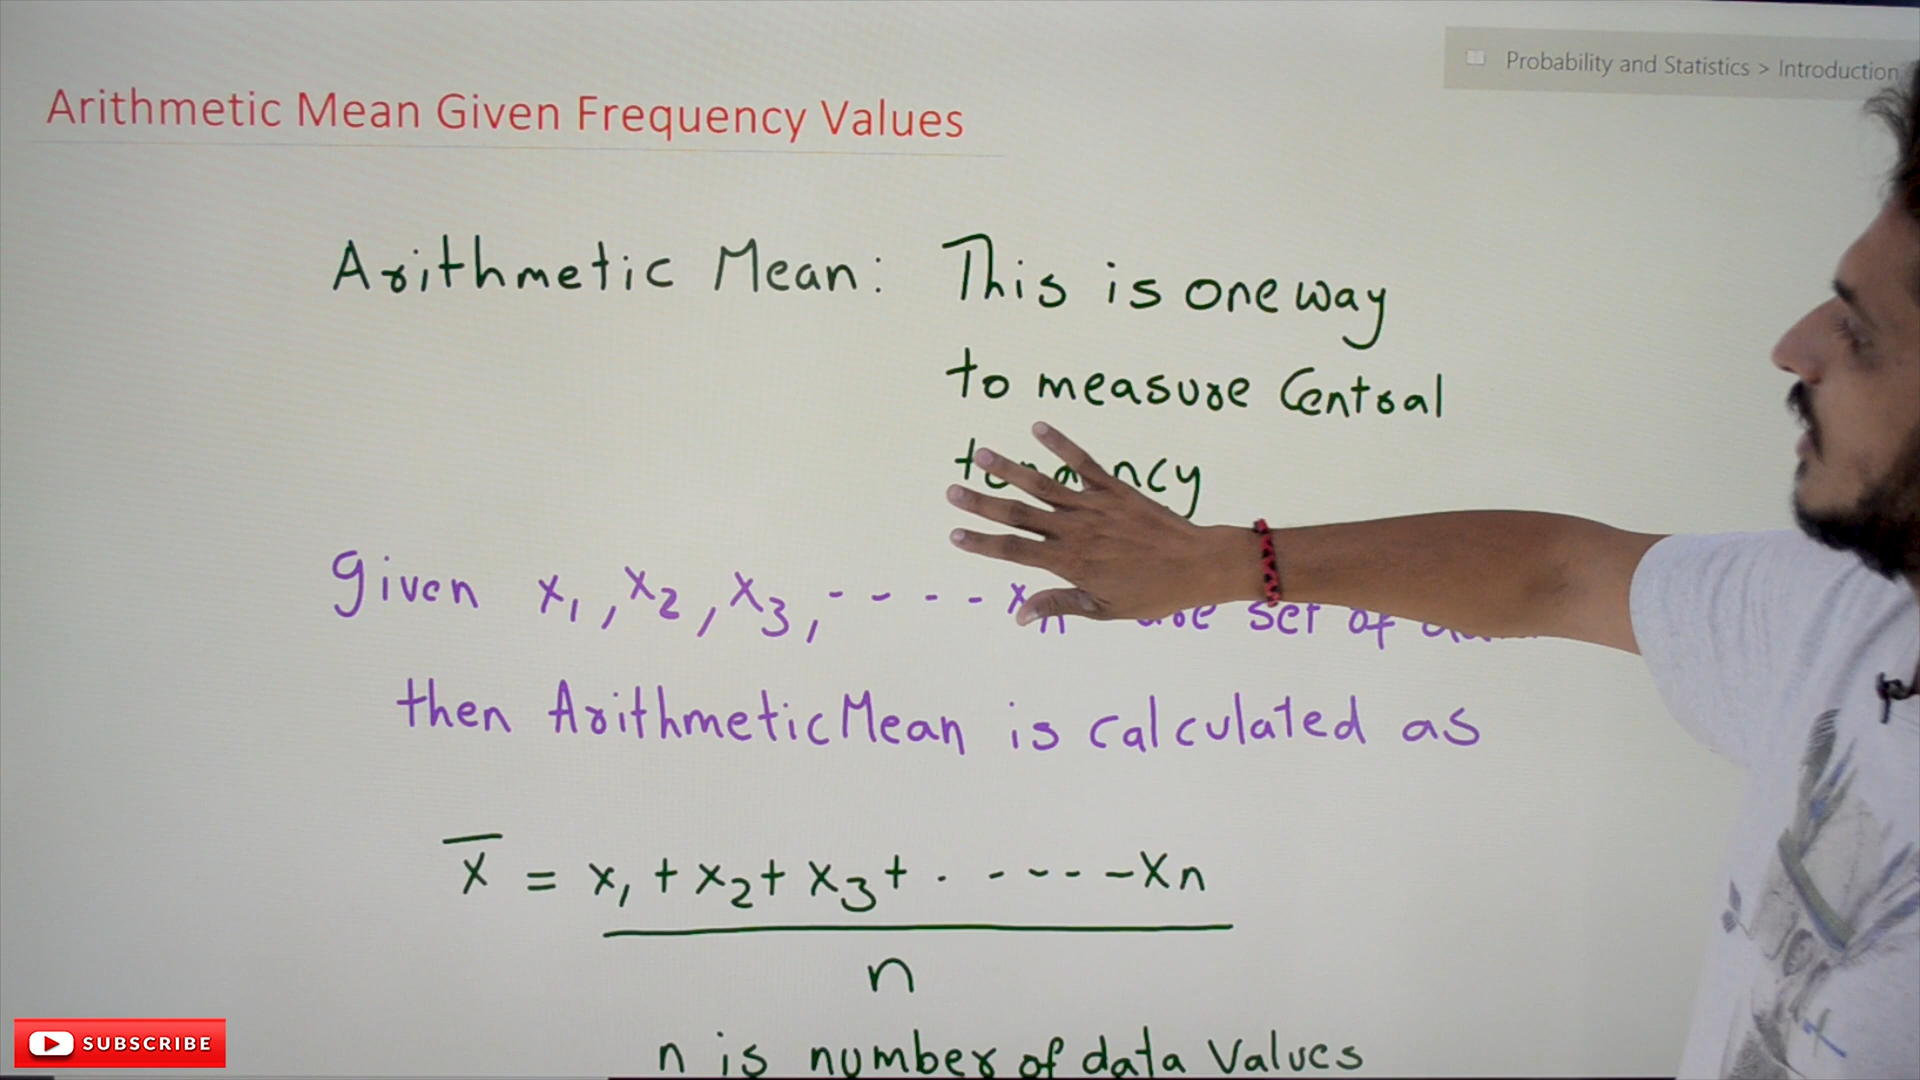 Probability and Statistics > Introduction
Arithmetic Mean Given Frequency Values
Arithmetic Mean: This is one way
to measure Central
given x₁, x₂, x₃, ---- xn set of
then Arithmetic Mean is calculated as
x̅ = x₁ + x₂ + x₃ + . ---- xn
n
n is number of data Values
SUBSCRIBE